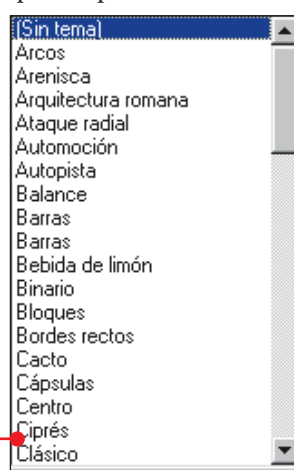 (Sin tema)
Arcos
Arenisca
Arquitectura romana
Ataque radial
Automoción
Autopista
Balance
Barras
Barras
Bebida de limón
Binario
Bloques
Bordes rectos
Cacto
Cápsulas
Centro
Ciprés
Clásico